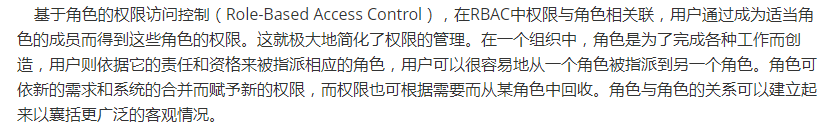 基于角色的权限访问控制（Role-Based Access Control），在RBAC中权限与角色相关联，用户通过成为适当角
色的成员而得到这些角色的权限。这就极大地简化了权限的管理。在一个组织中，角色是为了完成各种工作而创
造，用户则依据它的责任和资格来被指派相应的角色，用户可以很容易地从一个角色被指派到另一个角色。角色可
依新的需求和系统的合并而赋予新的权限，而权限也可根据需要而从某角色中回收。角色与角色的关系可以建立起
来以囊括更广泛的客观情况。